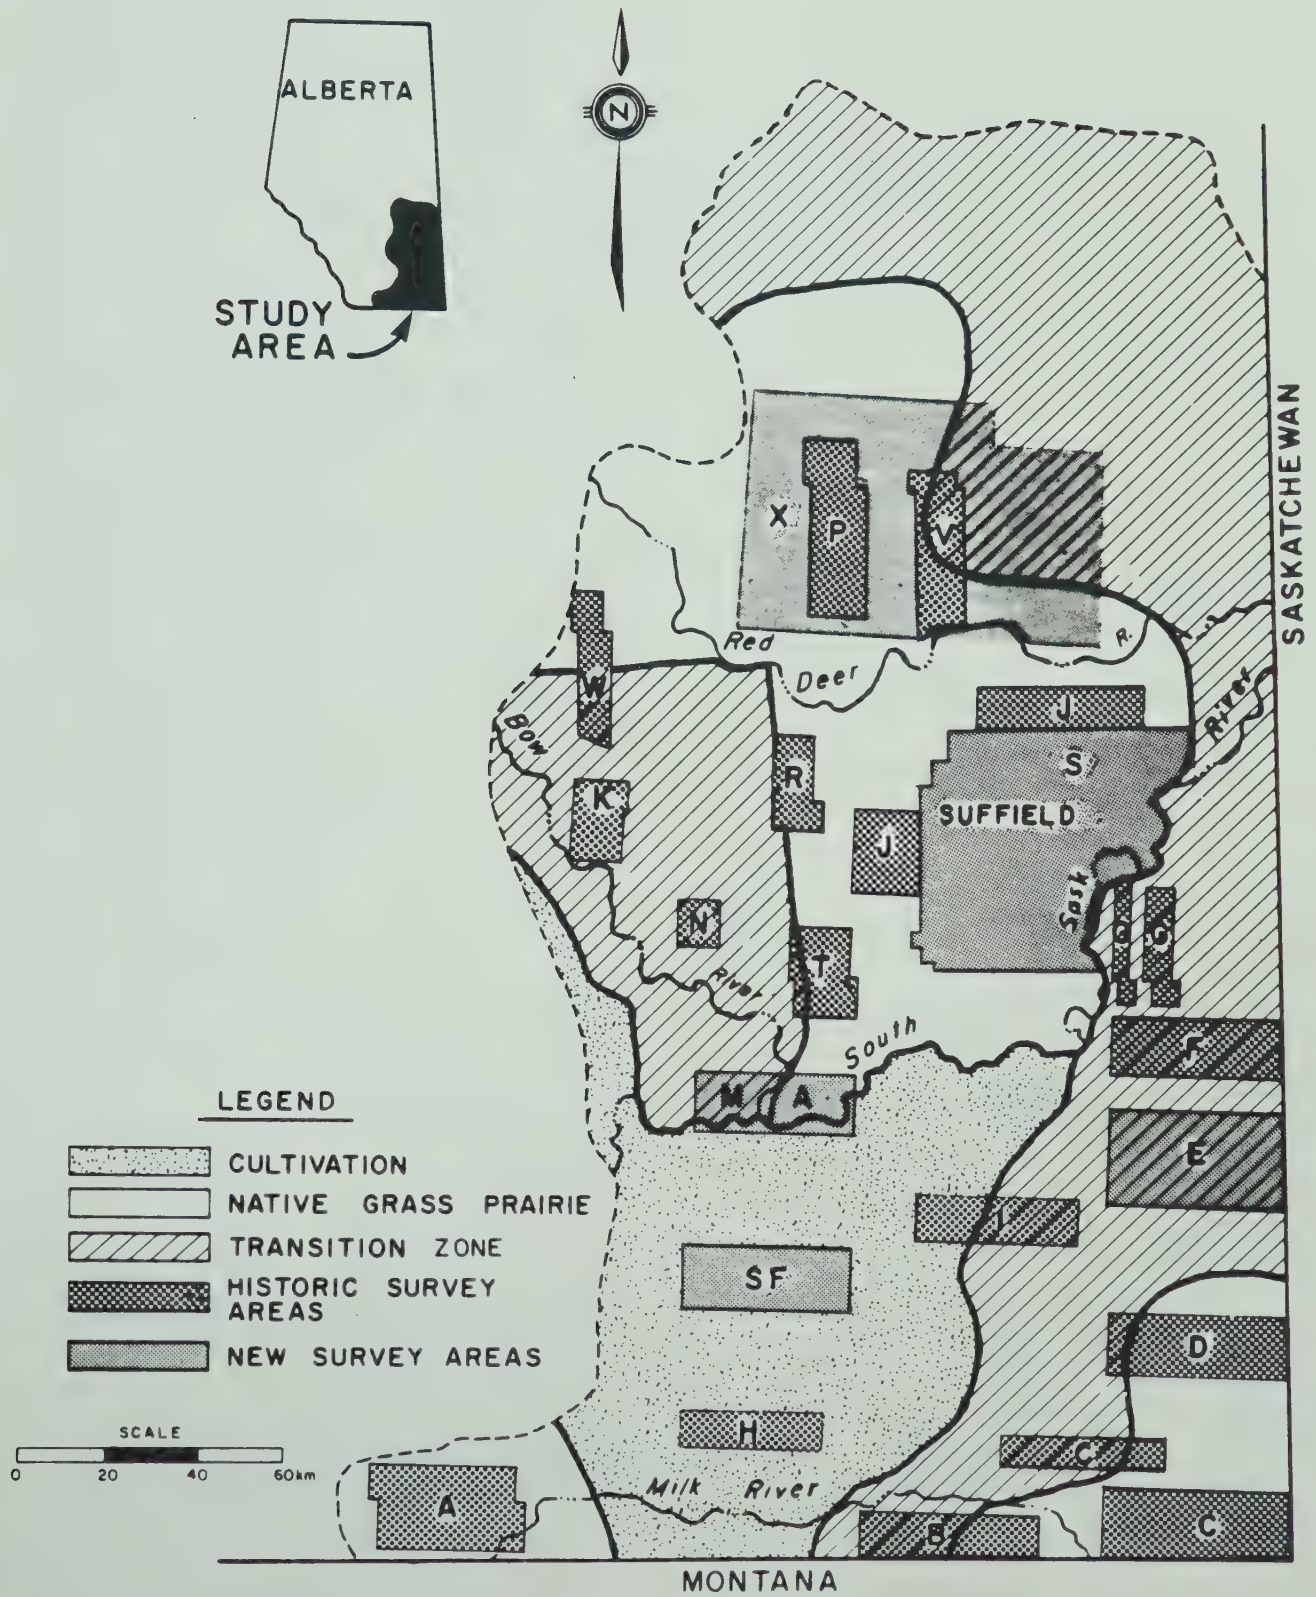 ALBERTA
N
STUDY
AREA
SASKATCHEWAN
X
P
V
Red
Deer
R.
W
Bow
River
J
R
S
K
SUFFIELD
J
Sask
N
G
G
T
River
South
F
M
A
E
LEGEND
CULTIVATION
NATIVE GRASS PRAIRIE
TRANSITION ZONE
HISTORIC SURVEY
AREAS
NEW SURVEY AREAS
I
SF
D
H
SCALE
0 20 40 60km
C
A
Milk River
B
C
MONTANA